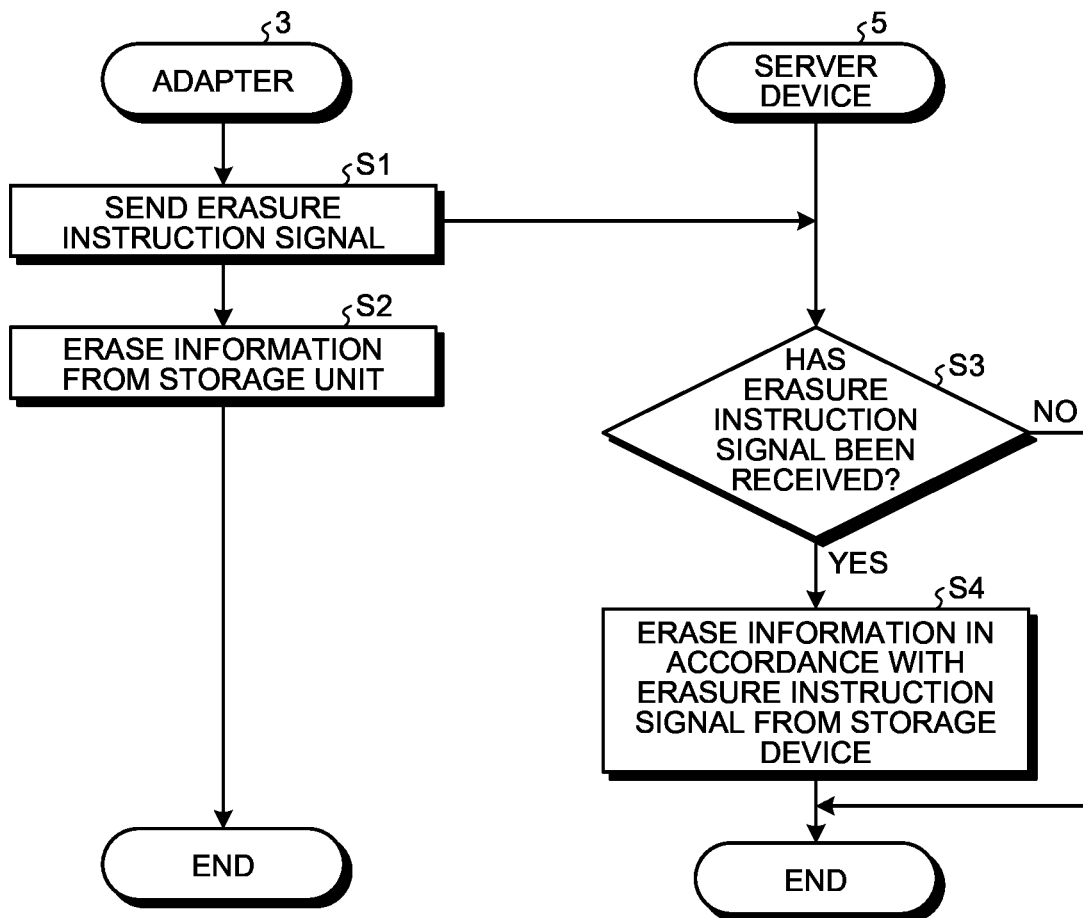 3
ADAPTER
S1
SEND ERASURE
INSTRUCTION SIGNAL
S2
ERASE INFORMATION
FROM STORAGE UNIT
END
5
SERVER
DEVICE
S3
HAS
ERASURE
INSTRUCTION
SIGNAL BEEN
RECEIVED?
NO
YES
S4
ERASE INFORMATION IN
ACCORDANCE WITH
ERASURE INSTRUCTION
SIGNAL FROM STORAGE
DEVICE
END